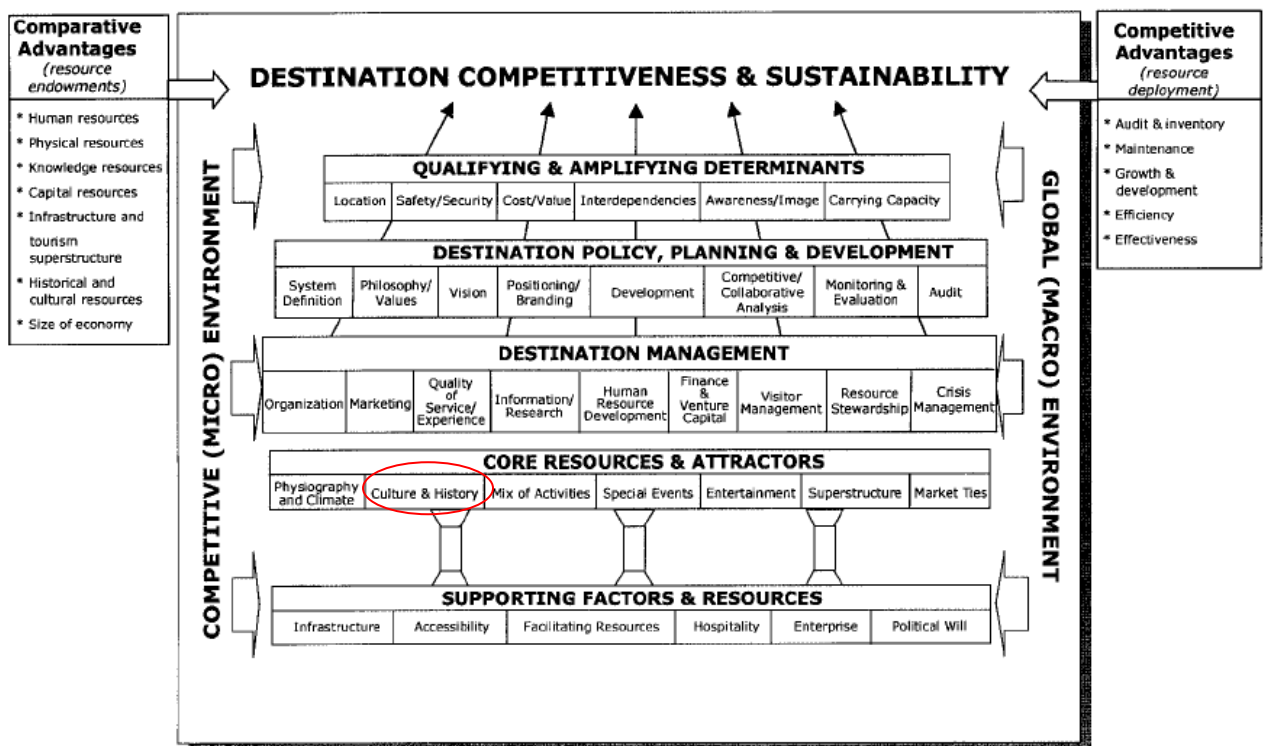 Comparative
Advantages
(resource
endowments)
* Human resources
* Physical resources
* Knowledge resources
* Capital resources
* Infrastructure and
tourism
superstructure
* Historical and
cultural resources
* Size of economy
COMPETITIVE (MICRO) ENVIRONMENT
DESTINATION COMPETITIVENESS & SUSTAINABILITY
QUALIFYING & AMPLIFYING DETERMINANTS
Location Safety/Security Cost/Value Interdependencies Awareness/Image Carrying Capacity
DESTINATION POLICY, PLANNING & DEVELOPMENT
System
Definition
Philosophy/
Values
Vision
Positioning/
Branding
Development
Competitive/
Collaborative
Analysis
Monitoring &
Evaluation
Audit
DESTINATION MANAGEMENT
Organization
Marketing
Quality
of
Service/
Experience
Information/
Research
Human
Resource
Development
Finance
&
Venture
Capital
Visitor
Management
Resource
Stewardship
Crisis
Management
CORE RESOURCES & ATTRACTORS
Physiography
and Climate
Culture & History
Mix of Activities
Special Events
Entertainment
Superstructure
Market Ties
SUPPORTING FACTORS & RESOURCES
Infrastructure Accessibility Facilitating Resources Hospitality Enterprise Political Will
GLOBAL (MACRO) ENVIRONMENT
Competitive
Advantages
(resource
deployment)
* Audit & inventory
* Maintenance
* Growth &
development
* Efficiency
* Effectiveness